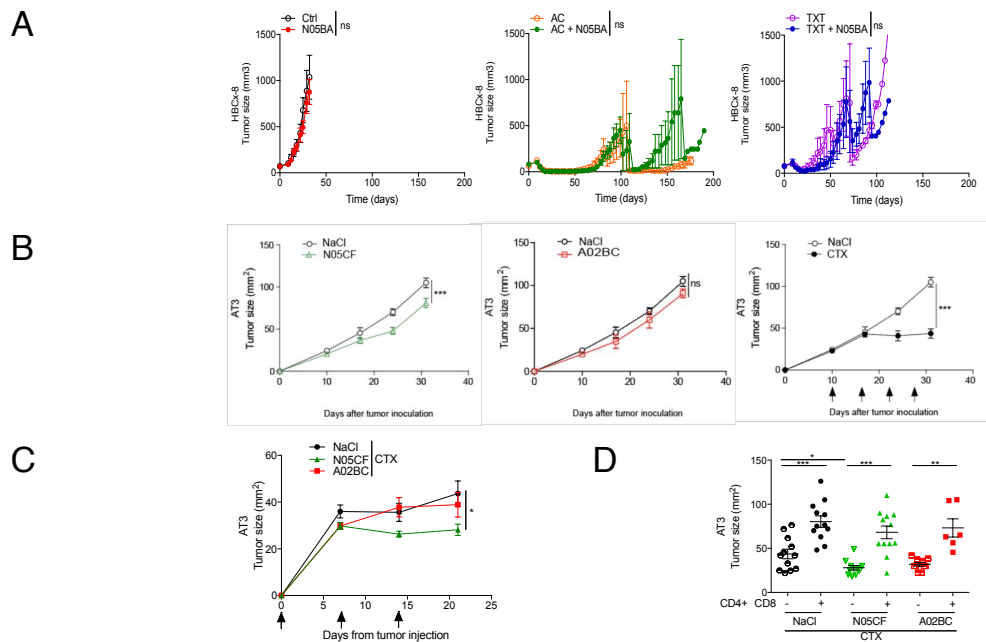 A
Ctrl
N05BA
ns
HBCx-8
Tumor size (mm3)
1500
1000
500
0
0 50 100 150 200
Time (days)
AC
AC + N05BA
ns
HBCx-8
Tumor size (mm3)
1500
1000
500
0
0 50 100 150 200
Time (days)
TXT
TXT + N05BA
ns
HBCx-8
Tumor size (mm3)
1500
1000
500
0
0 50 100 150 200
Time (days)
B
NaCl
N05CF
AT3
Tumor size (mm²)
150
100
50
0
***
0 10 20 30 40
Days after tumor inoculation
NaCl
A02BC
AT3
Tumor size (mm²)
150
100
50
0
ns
0 10 20 30 40
Days after tumor inoculation
NaCl
CTX
AT3
Tumor size (mm²)
150
100
50
0
***
0 10 20 30 40
Days after tumor inoculation
C
NaCl
N05CF
A02BC
CTX
AT3
Tumor size (mm²)
60
40
20
0
*
0 5 10 15 20 25
Days from tumor injection
D
AT3
Tumor size (mm²)
150
100
50
0
*
*** *** **
CD4+ CD8 - + - + - +
NaCl N05CF A02BC
CTX